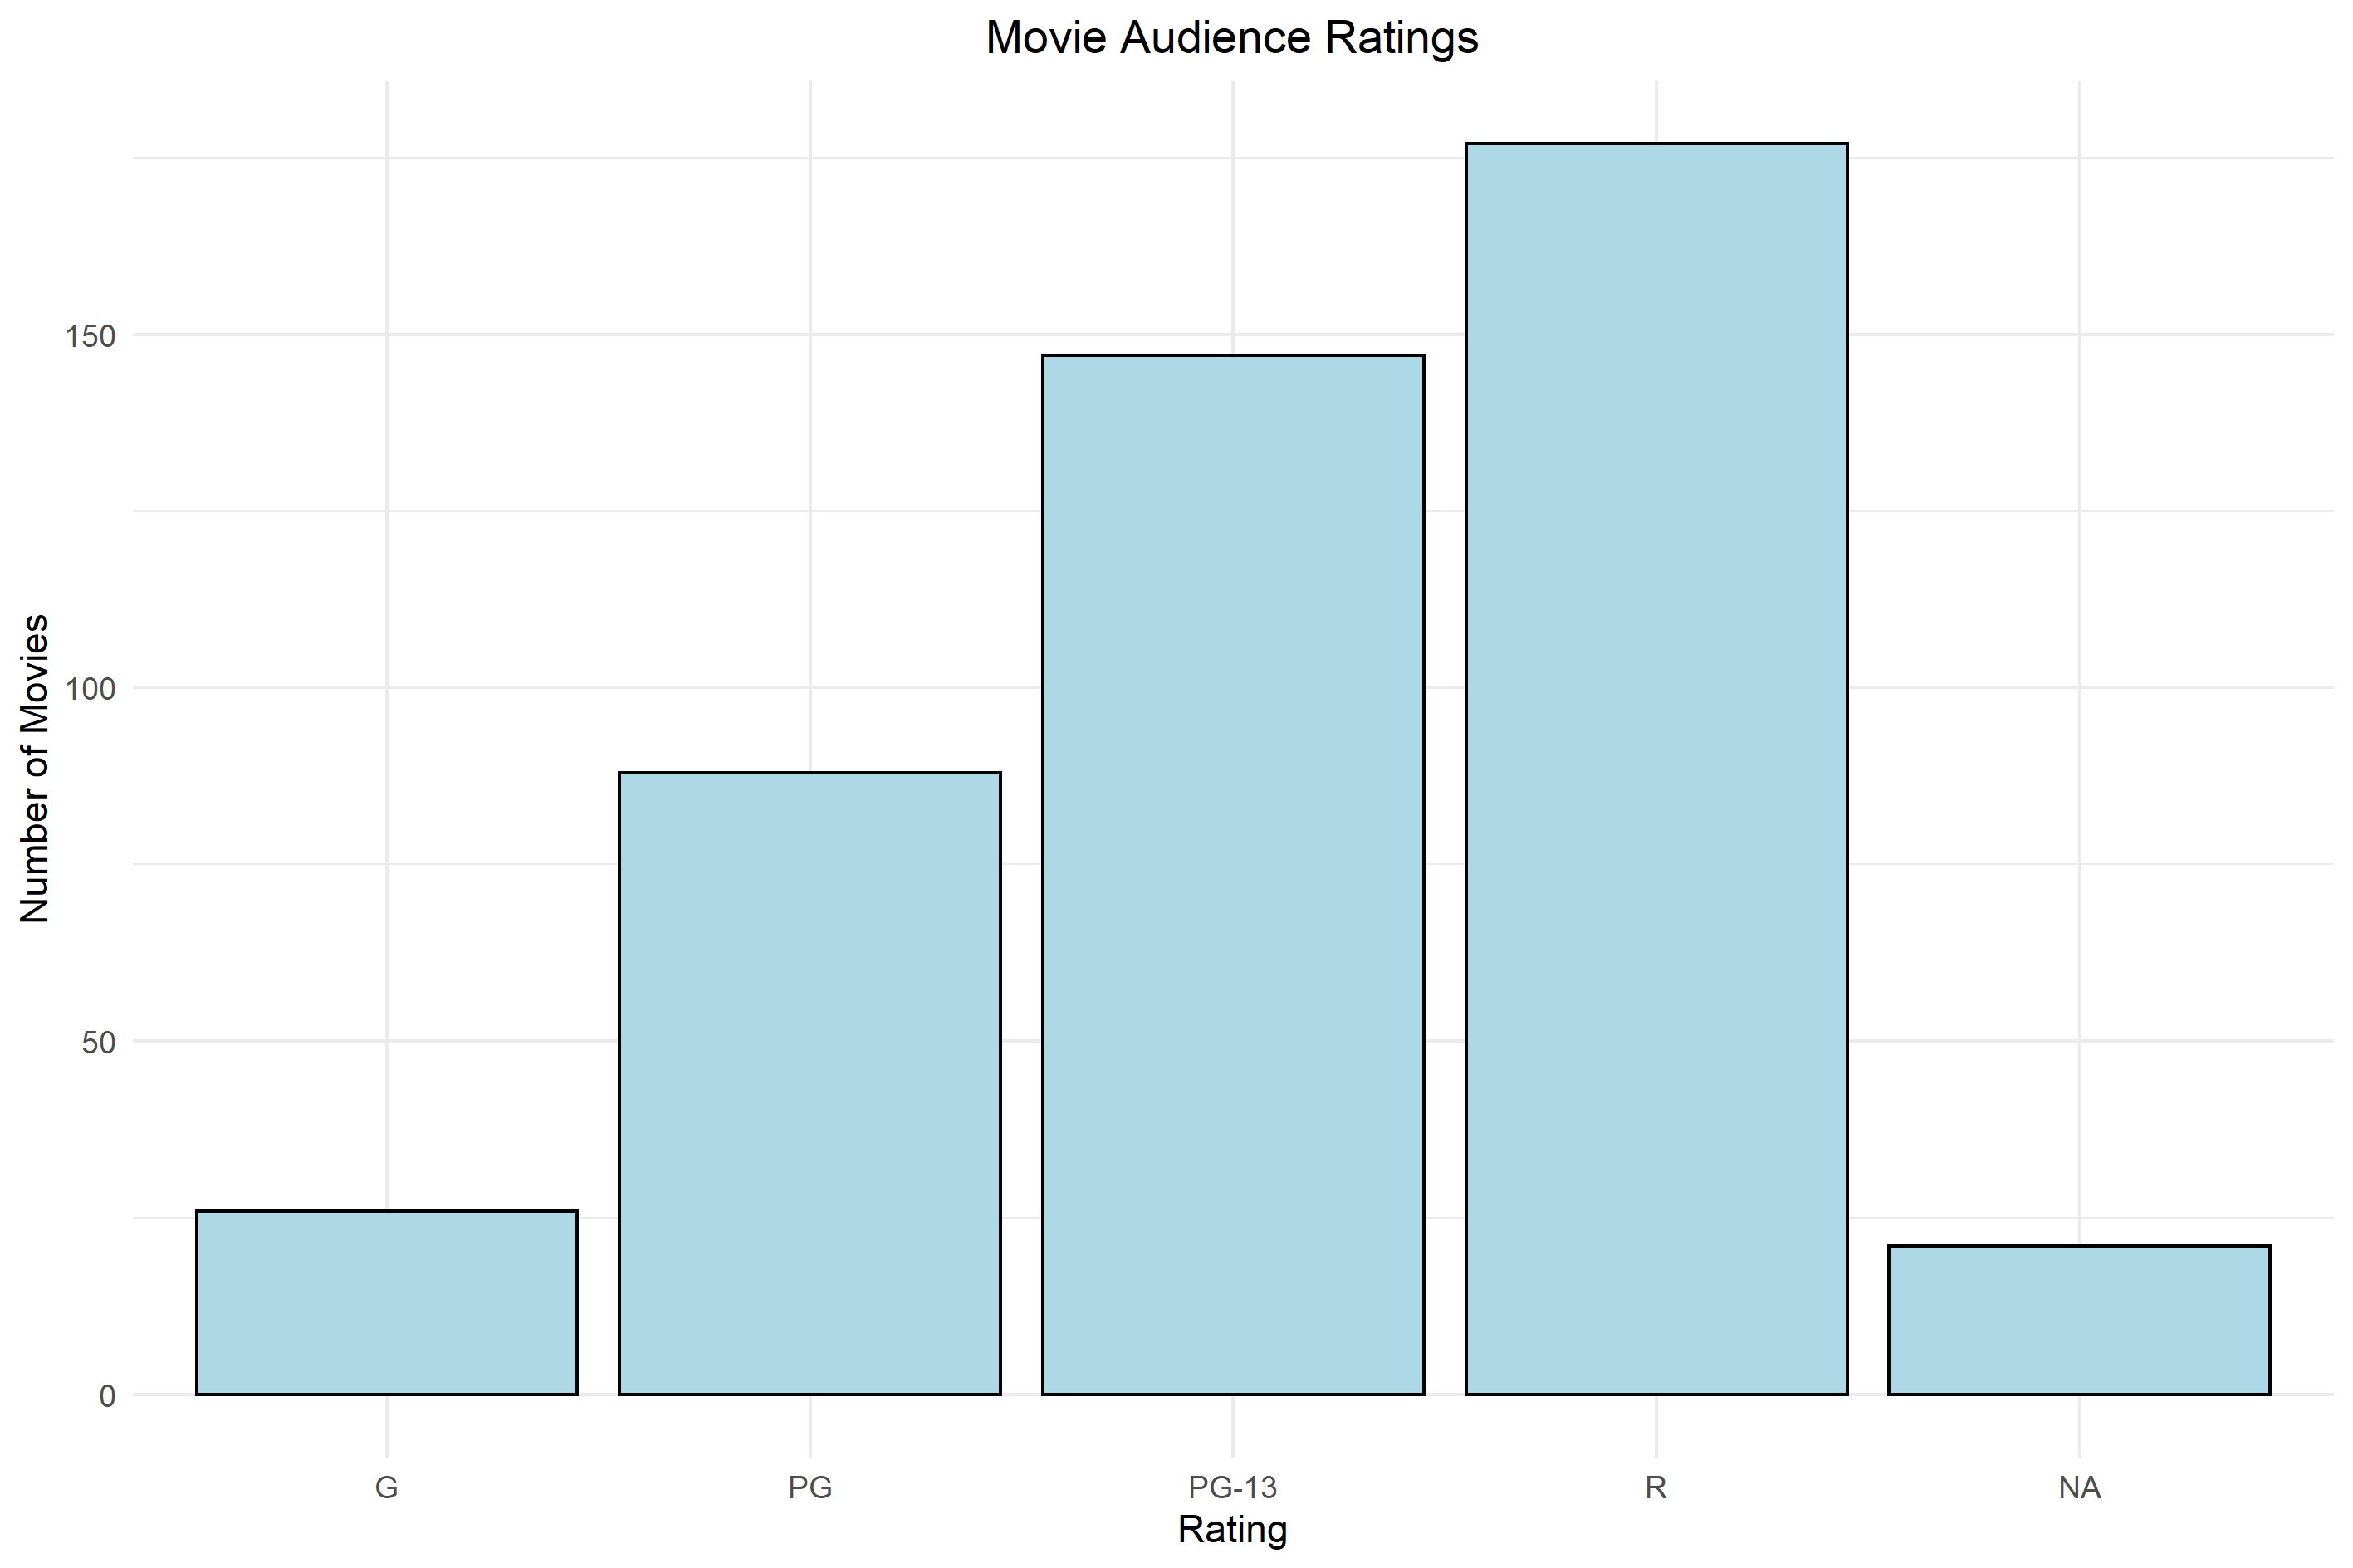 Movie Audience Ratings
Number of Movies
150
100
50
0
G PG PG-13 R NA
Rating